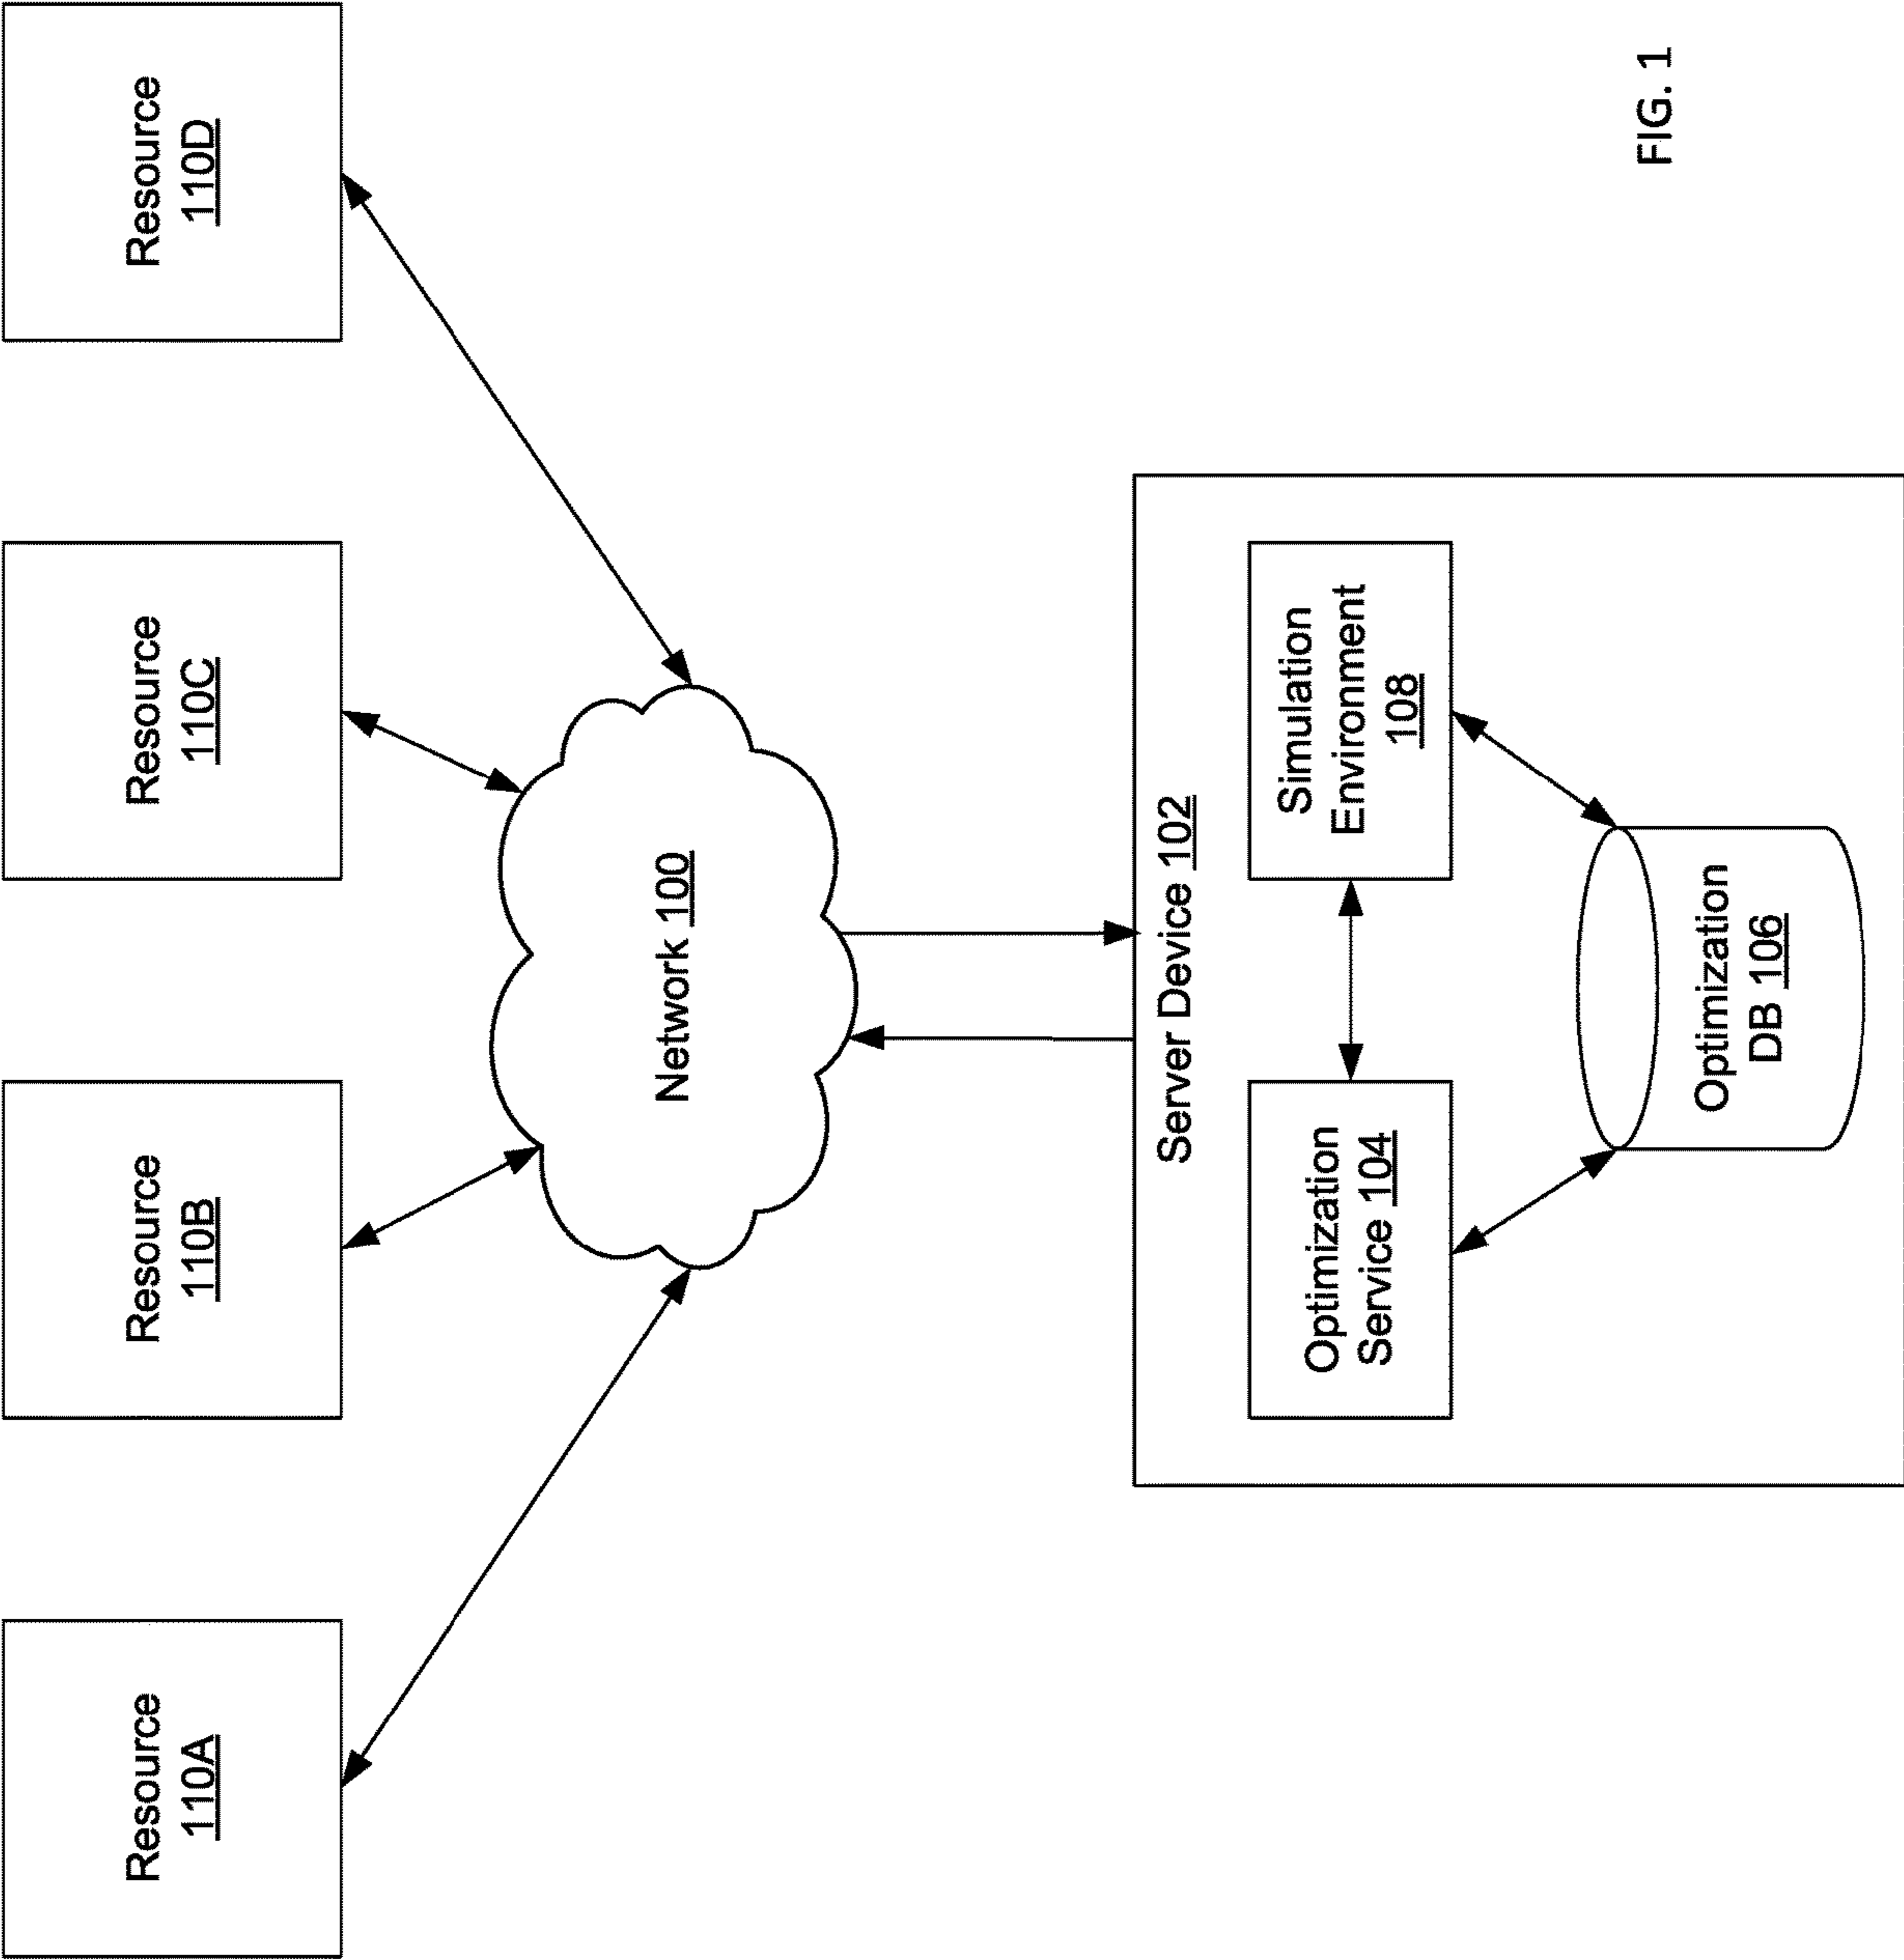 Resource
110A
Resource
110B
Resource
110C
Resource
110D
Network 100
Server Device 102
Optimization
Service 104
Simulation
Environment
108
Optimization
DB 106
FIG. 1